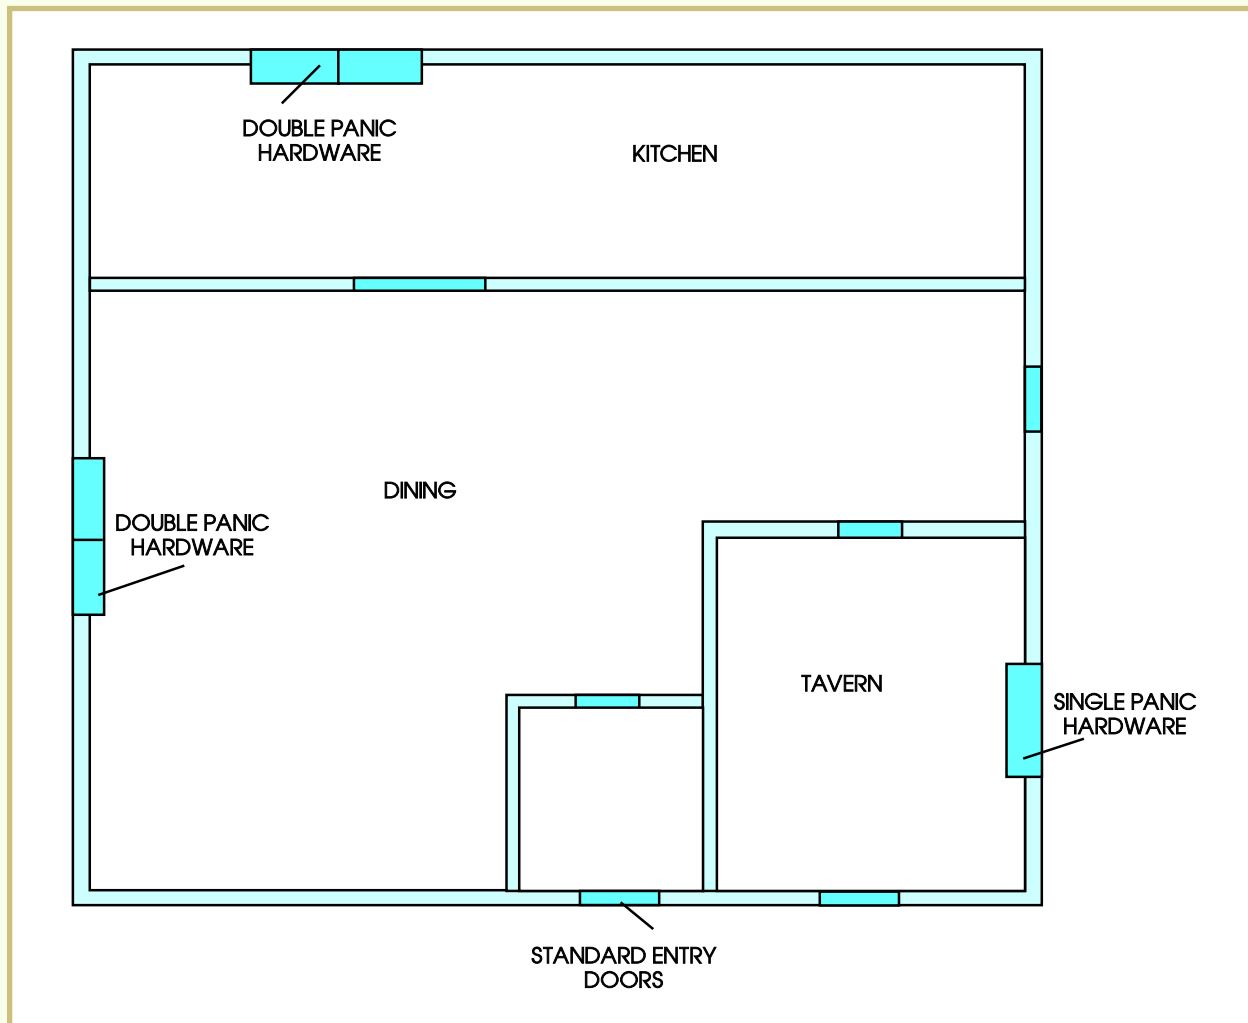 DOUBLE PANIC
HARDWARE
KITCHEN
DINING
DOUBLE PANIC
HARDWARE
TAVERN
SINGLE PANIC
HARDWARE
STANDARD ENTRY
DOORS